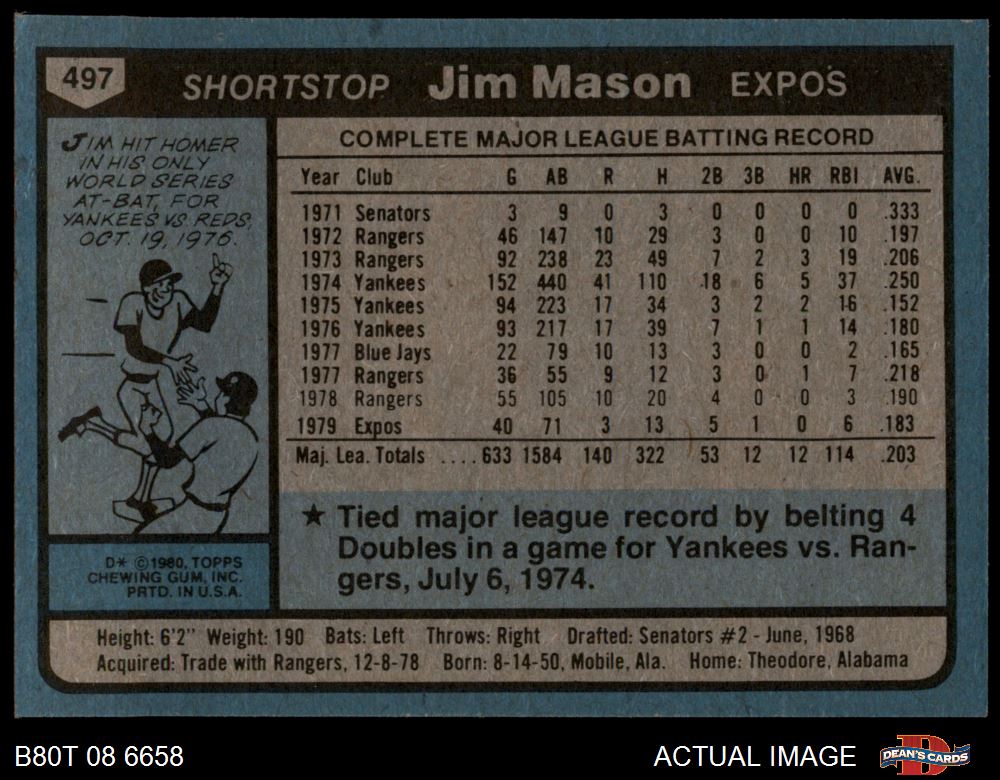 497 SHORTSTOP Jim Mason EXPOS
JIM HIT HOMER
IN HIS ONLY
WORLD SERIES
AT-BAT, FOR
YANKEES VS. REDS,
OCT. 19, 1976.
D* ©1980, TOPPS
CHEWING GUM, INC.
PRTD. IN U.S.A.
COMPLETE MAJOR LEAGUE BATTING RECORD
Year Club G AB R H 2B 3B HR RBI AVG.
1971 Senators 3 9 0 3 0 0 0 0 .333
1972 Rangers 46 147 10 29 3 0 0 10 .197
1973 Rangers 92 238 23 49 7 2 3 19 .206
1974 Yankees 152 440 41 110 18 6 5 37 .250
1975 Yankees 94 223 17 34 3 2 2 16 .152
1976 Yankees 93 217 17 39 7 1 1 14 .180
1977 Blue Jays 22 79 10 13 3 0 0 2 .165
1977 Rangers 36 55 9 12 3 0 1 7 .218
1978 Rangers 55 105 10 20 4 0 0 3 .190
1979 Expos 40 71 3 13 5 1 0 6 .183
Maj. Lea. Totals ....633 1584 140 322 53 12 12 114 .203
★ Tied major league record by belting 4
Doubles in a game for Yankees vs. Ran-
gers, July 6, 1974.
Height: 6'2" Weight: 190 Bats: Left Throws: Right Drafted: Senators #2 - June, 1968
Acquired: Trade with Rangers, 12-8-78 Born: 8-14-50, Mobile, Ala. Home: Theodore, Alabama
B80T 08 6658 ACTUAL IMAGE DEAN'S CARDS